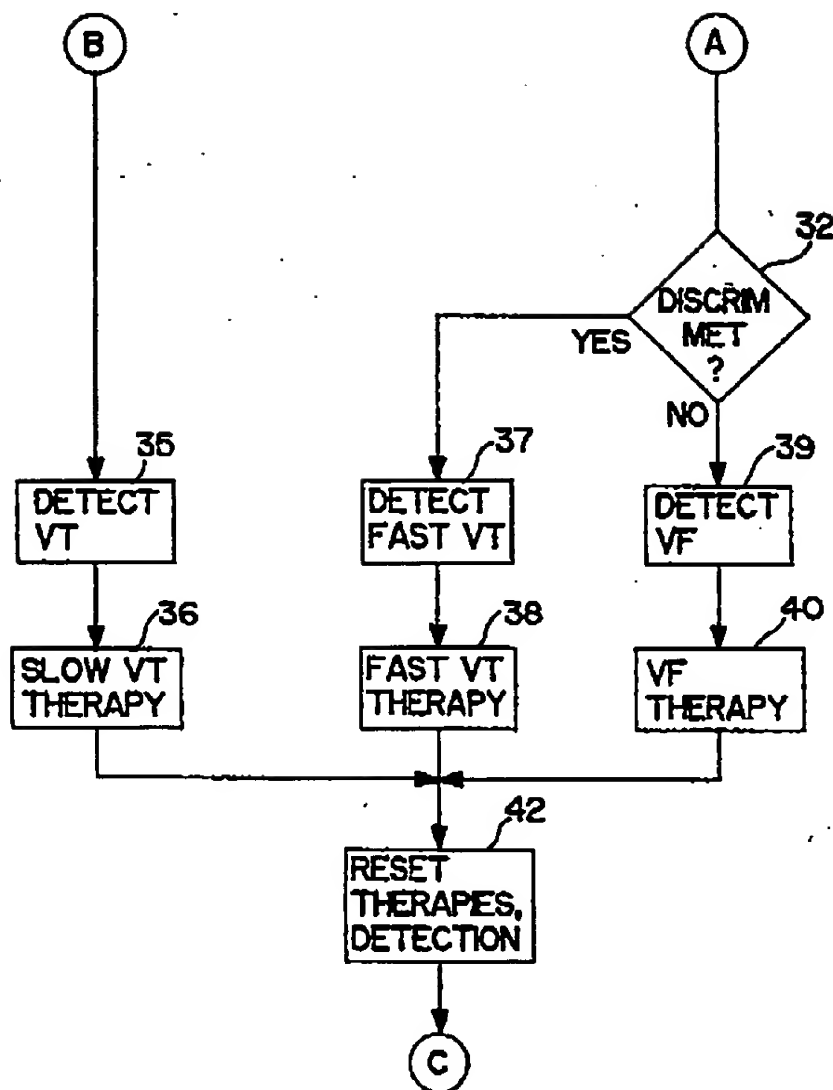 B
A
32
DISCRIM
MET
?
YES
NO
35
DETECT
VT
37
DETECT
FAST VT
39
DETECT
VF
36
SLOW VT
THERAPY
38
FAST VT
THERAPY
40
VF
THERAPY
42
RESET
THERAPIES,
DETECTION
C